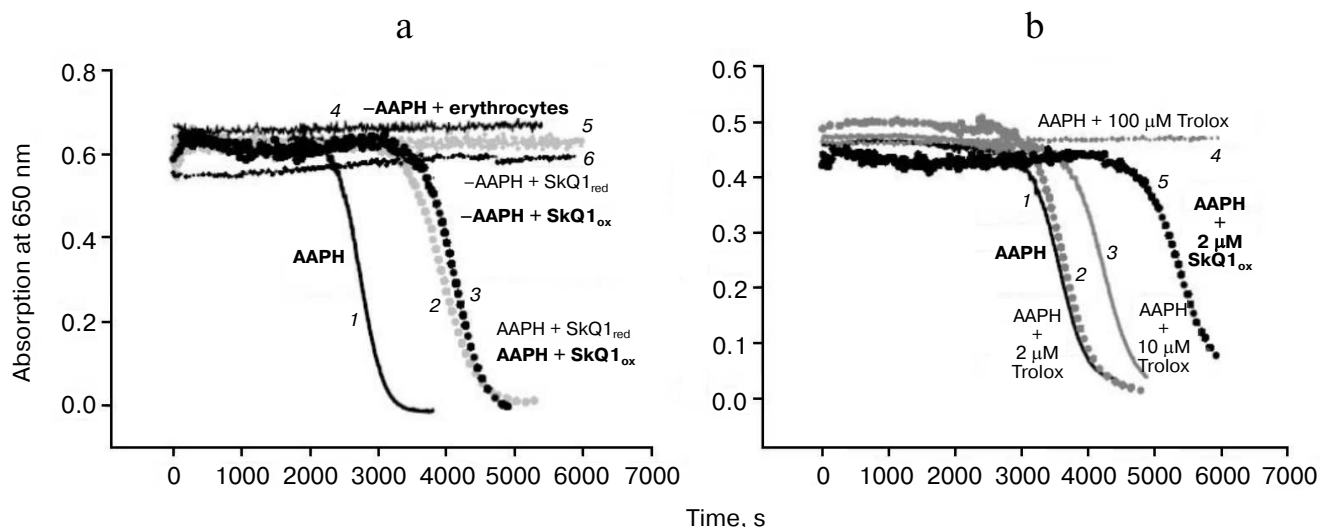 a
b
Absorption at 650 nm
0.8
0.6
0.4
0.2
0.0
4
–AAPH + erythrocytes
5
6
–AAPH + SkQ1red
–AAPH + SkQ1ox
AAPH
1
2
3
AAPH + SkQ1red
AAPH + SkQ1ox
0 1000 2000 3000 4000 5000 6000 7000
0.6
0.5
0.4
0.3
0.2
0.1
0.0
AAPH + 100 μM Trolox
4
5
1
AAPH
+
2 μM
SkQ1ox
AAPH
2
3
AAPH
+
2 μM
Trolox
AAPH
+
10 μM
Trolox
0 1000 2000 3000 4000 5000 6000 7000
Time, s